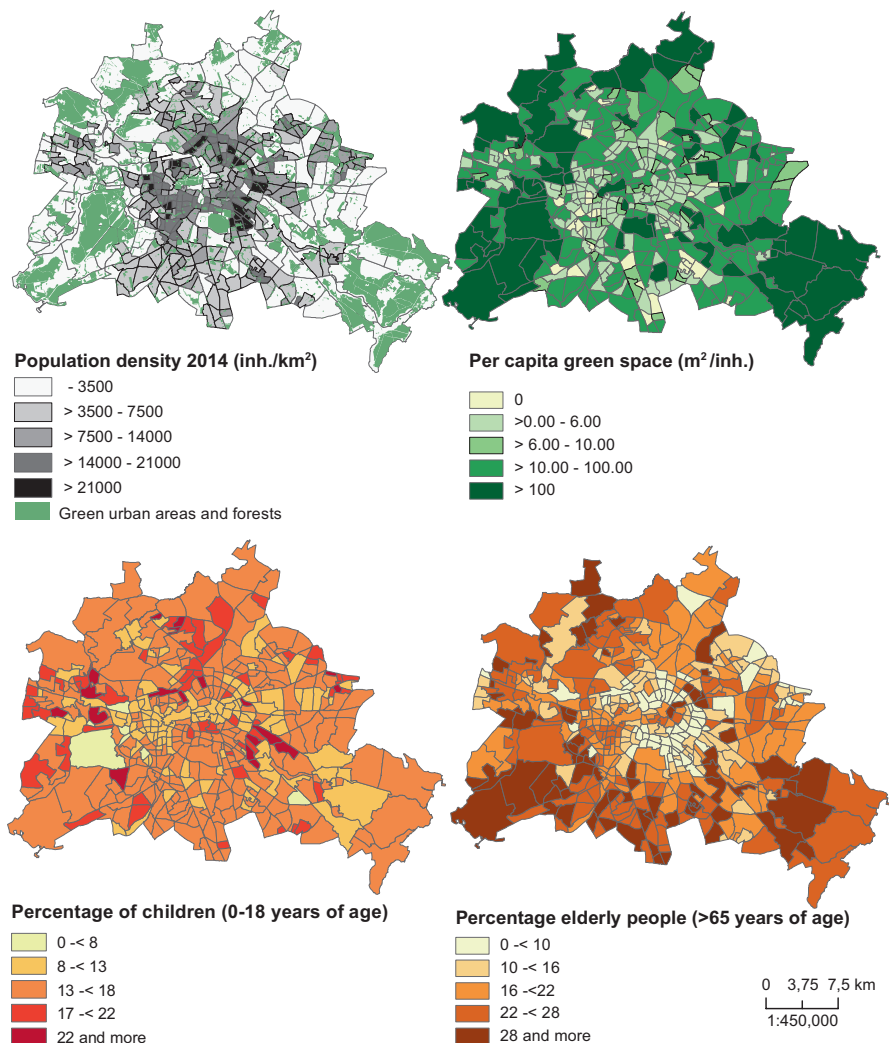 Population density 2014 (inh./km²)
- 3500
> 3500 - 7500
> 7500 - 14000
> 14000 - 21000
> 21000
Green urban areas and forests
Per capita green space (m²/inh.)
0
>0.00 - 6.00
> 6.00 - 10.00
> 10.00 - 100.00
> 100
Percentage of children (0-18 years of age)
0 -< 8
8 -< 13
13 -< 18
17 -< 22
22 and more
Percentage elderly people (>65 years of age)
0 -< 10
10 -< 16
16 -<22
22 -< 28
28 and more
0 3,75 7,5 km
1:450,000